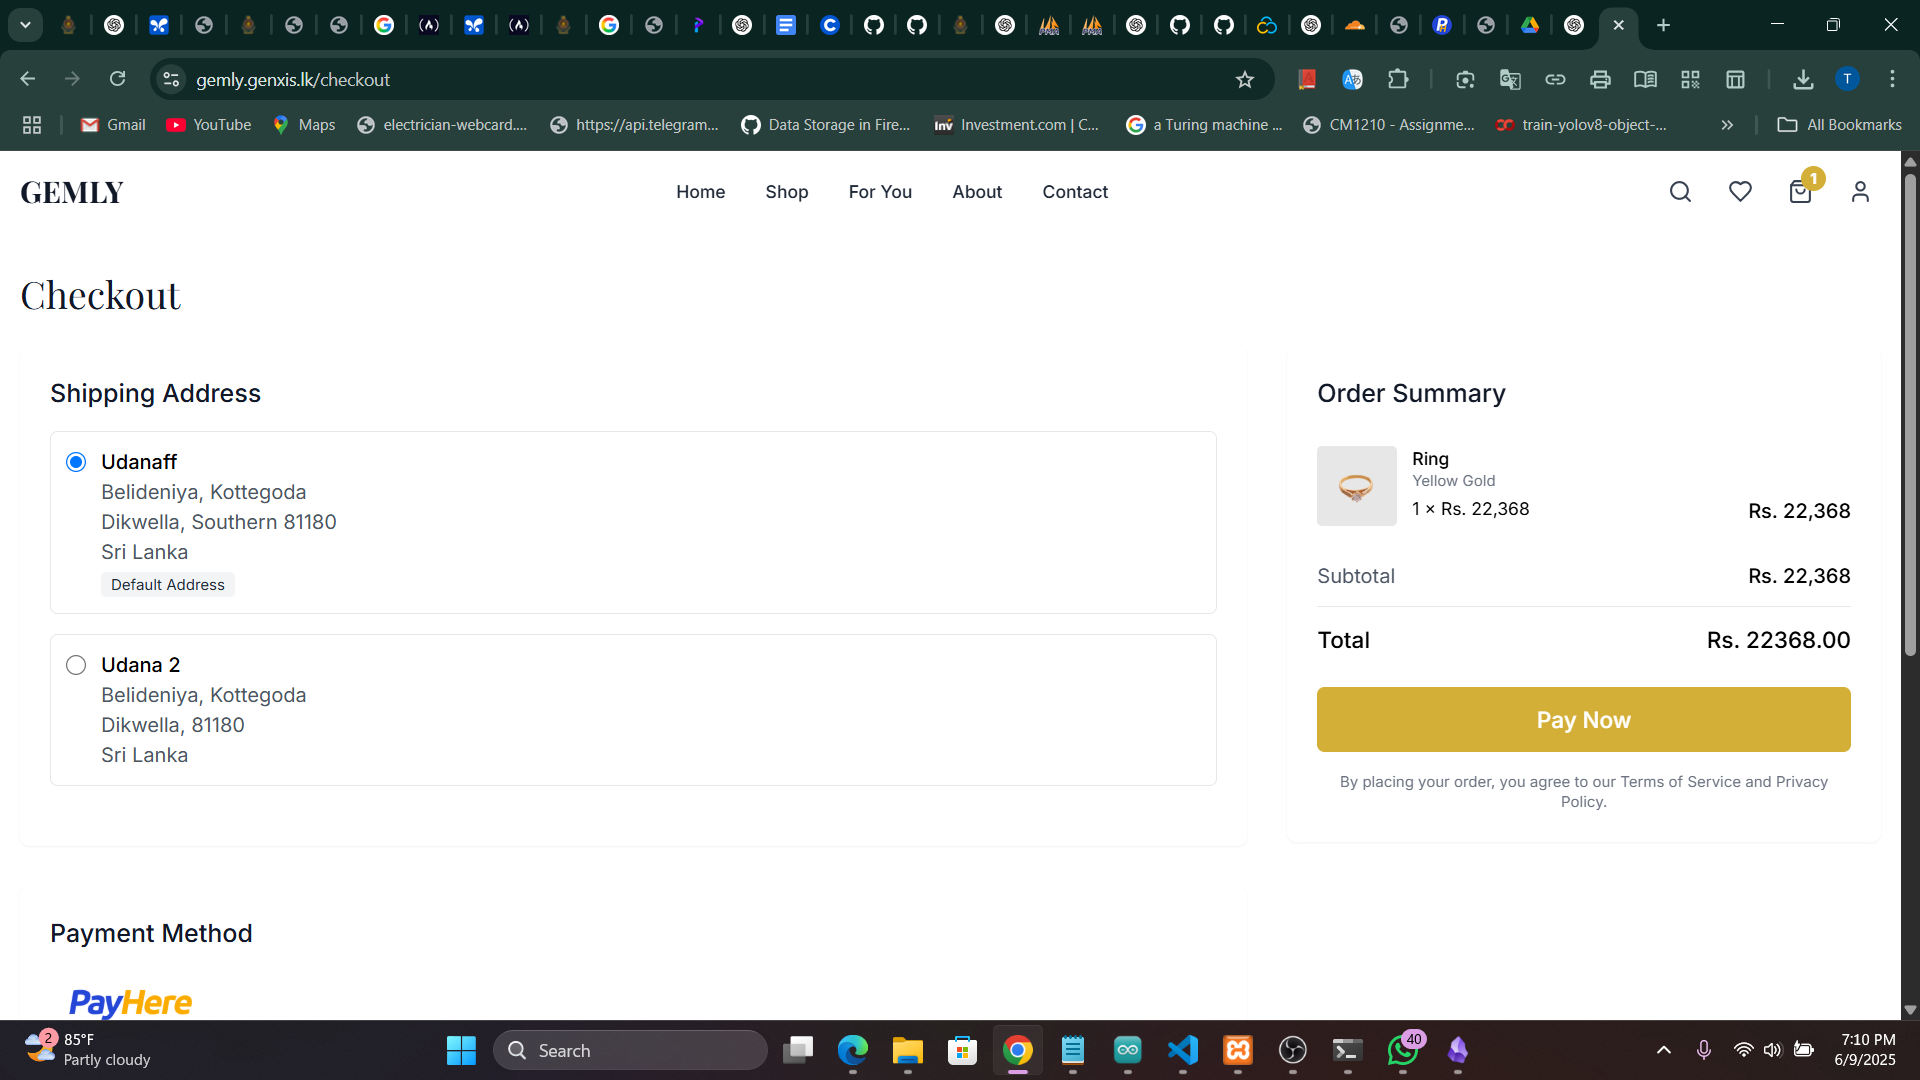 gemly.genxis.lk/checkout
T
Gmail
YouTube
Maps
electrician-webcard....
https://api.telegram...
Data Storage in Fire...
Investment.com | C...
a Turing machine ...
CM1210 - Assignme...
train-yolov8-object-...
All Bookmarks
GEMLY
Home
Shop
For You
About
Contact
1
Checkout
Shipping Address
Udanaff
Belideniya, Kottegoda
Dikwella, Southern 81180
Sri Lanka
Default Address
Udana 2
Belideniya, Kottegoda
Dikwella, 81180
Sri Lanka
Order Summary
Ring
Yellow Gold
1 × Rs. 22,368
Rs. 22,368
Subtotal
Rs. 22,368
Total
Rs. 22368.00
Pay Now
By placing your order, you agree to our Terms of Service and Privacy
Policy.
Payment Method
PayHere
2
85°F
Partly cloudy
Search
40
7:10 PM
6/9/2025